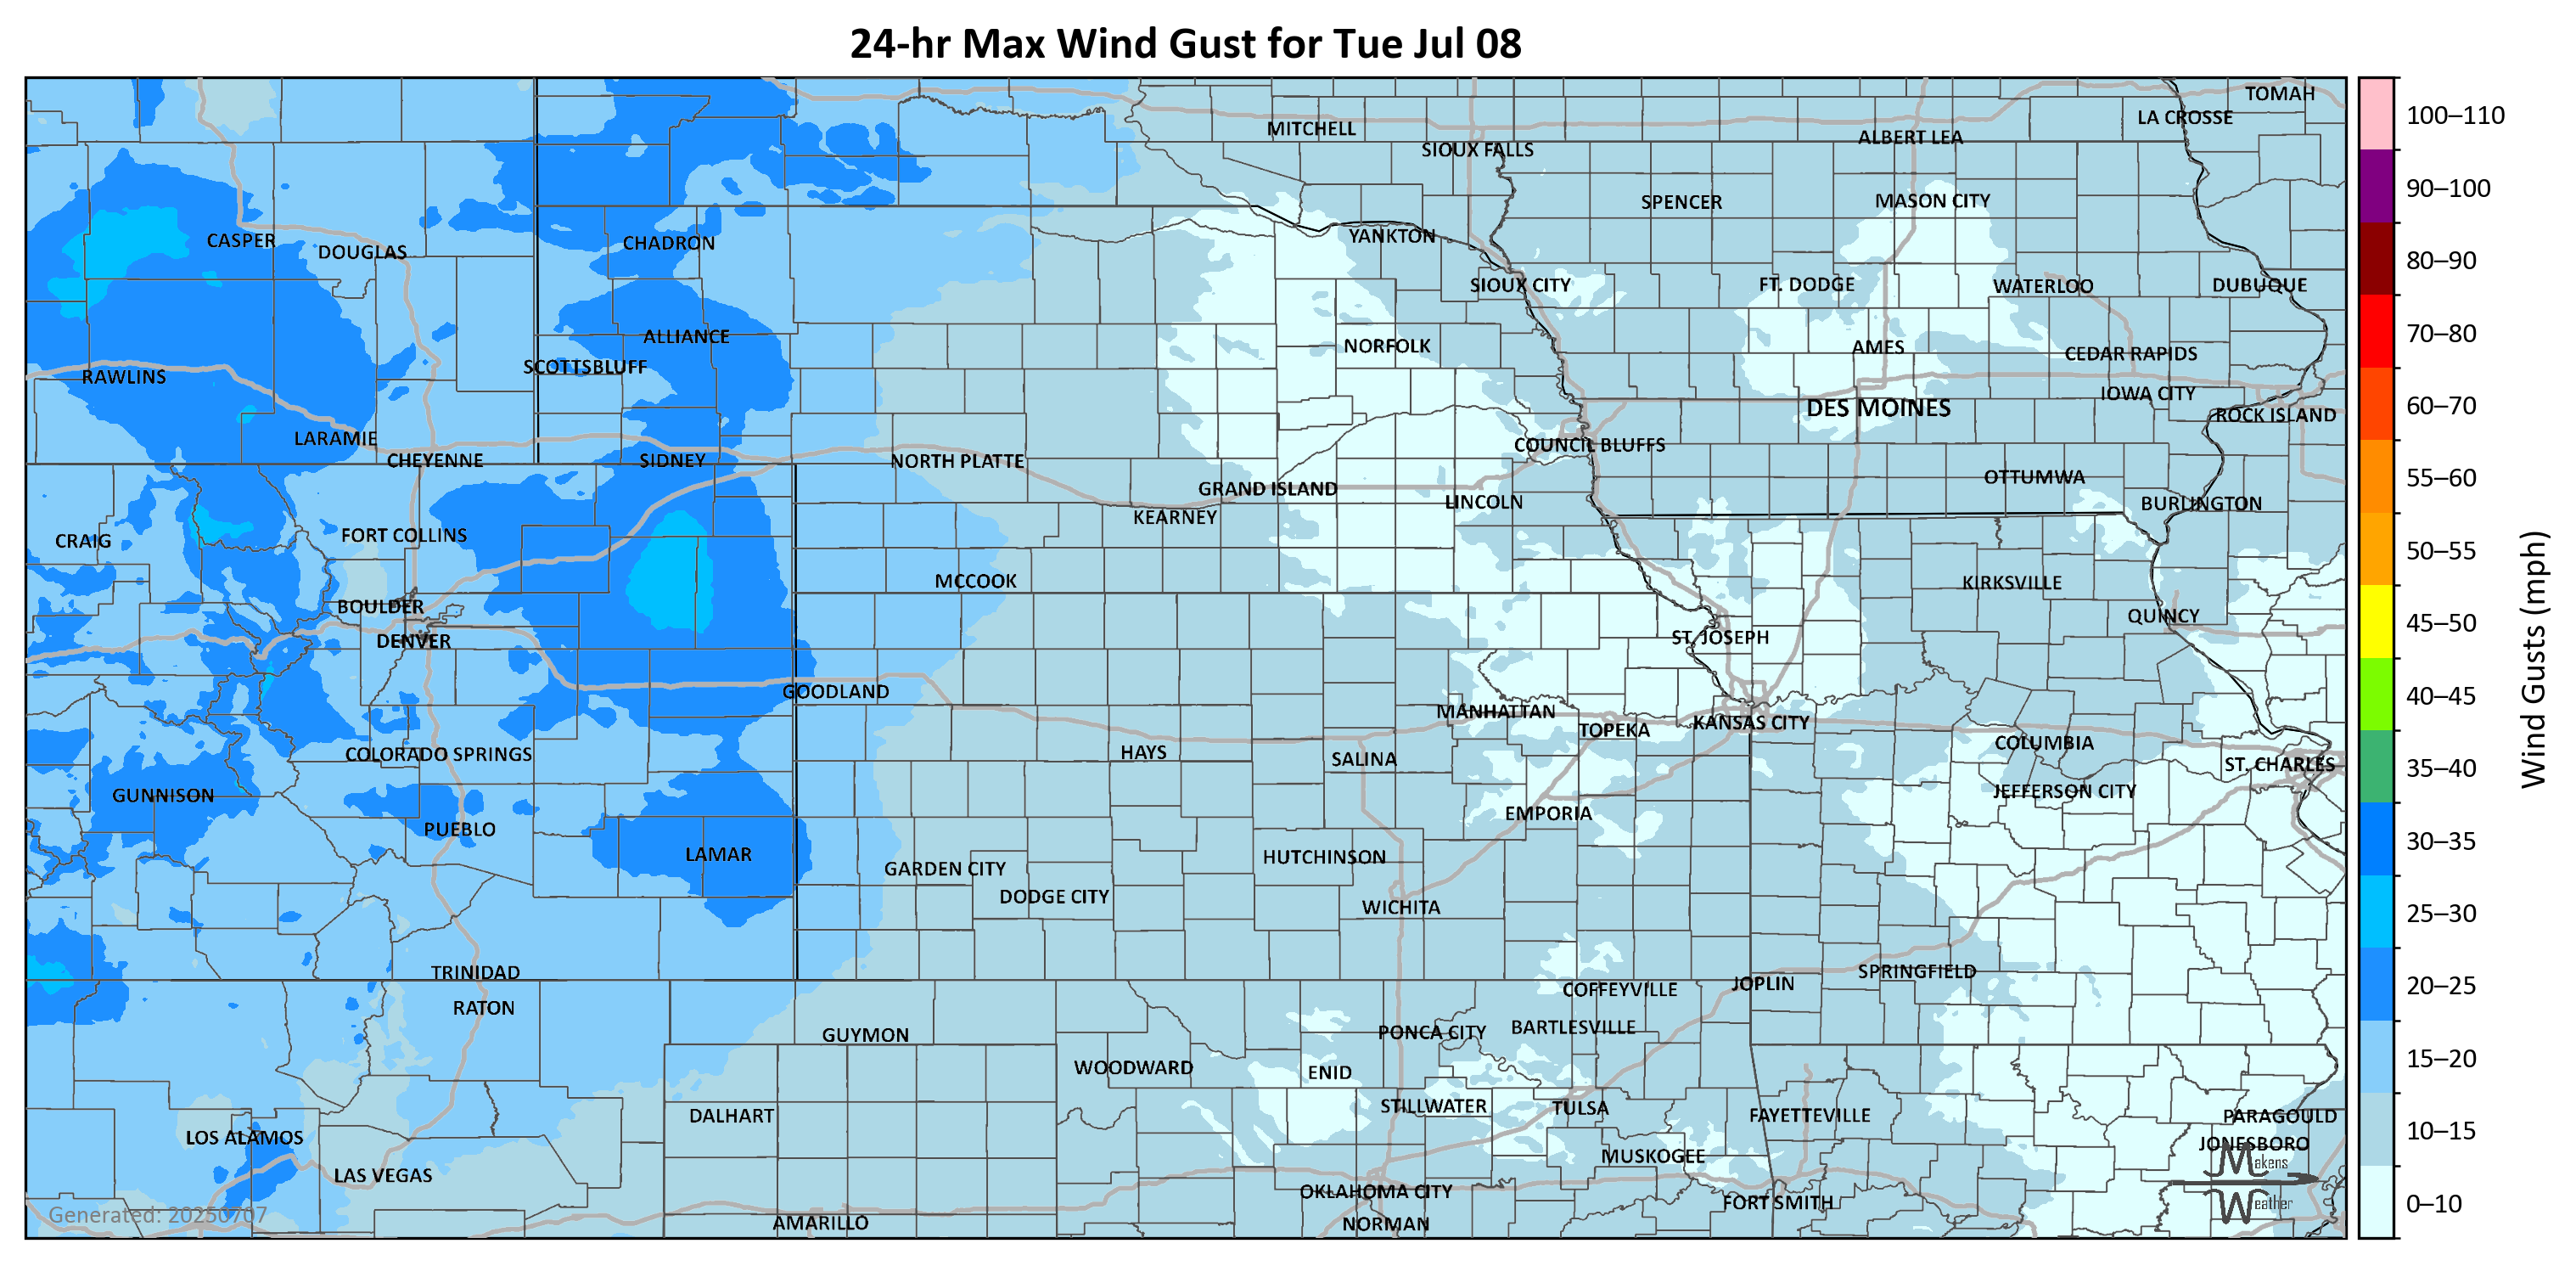 24-hr Max Wind Gust for Tue Jul 08
TOMAH
LA CROSSE
MITCHELL
ALBERT LEA
SIOUX FALLS
SPENCER
MASON CITY
CASPER
DOUGLAS
CHADRON
YANKTON
SIOUX CITY
FT. DODGE
WATERLOO
DUBUQUE
ALLIANCE
NORFOLK
AMES
CEDAR RAPIDS
SCOTTSBLUFF
RAWLINS
IOWA CITY
DES MOINES
ROCK ISLAND
LARAMIE
COUNCIL BLUFFS
CHEYENNE
SIDNEY
NORTH PLATTE
OTTUMWA
GRAND ISLAND
LINCOLN
BURLINGTON
KEARNEY
FORT COLLINS
CRAIG
MCCOOK
KIRKSVILLE
BOULDER
QUINCY
DENVER
ST. JOSEPH
GOODLAND
MANHATTAN
KANSAS CITY
TOPEKA
COLUMBIA
COLORADO SPRINGS
HAYS
SALINA
ST. CHARLES
GUNNISON
JEFFERSON CITY
EMPORIA
PUEBLO
LAMAR
HUTCHINSON
GARDEN CITY
DODGE CITY
WICHITA
TRINIDAD
SPRINGFIELD
JOPLIN
COFFEYVILLE
RATON
GUYMON
PONCA CITY
BARTLESVILLE
WOODWARD
ENID
STILLWATER
TULSA
DALHART
FAYETTEVILLE
PARAGOULD
LOS ALAMOS
JONESBORO
MUSKOGEE
LAS VEGAS
OKLAHOMA CITY
FORT SMITH
AMARILLO
NORMAN
Generated: 20250707
Makens
Weather
100–110
90–100
80–90
70–80
60–70
55–60
50–55
45–50
40–45
35–40
30–35
25–30
20–25
15–20
10–15
0–10
Wind Gusts (mph)